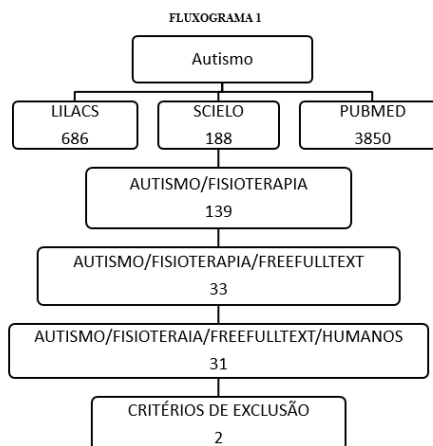 FLUXOGRAMA 1
Autismo
LILACS
686
SCIELO
188
PUBMED
3850
AUTISMO/FISIOTERAPIA
139
AUTISMO/FISIOTERAPIA/FREEFULLTEXT
33
AUTISMO/FISIOTERAIA/FREEFULLTEXT/HUMANOS
31
CRITÉRIOS DE EXCLUSÃO
2